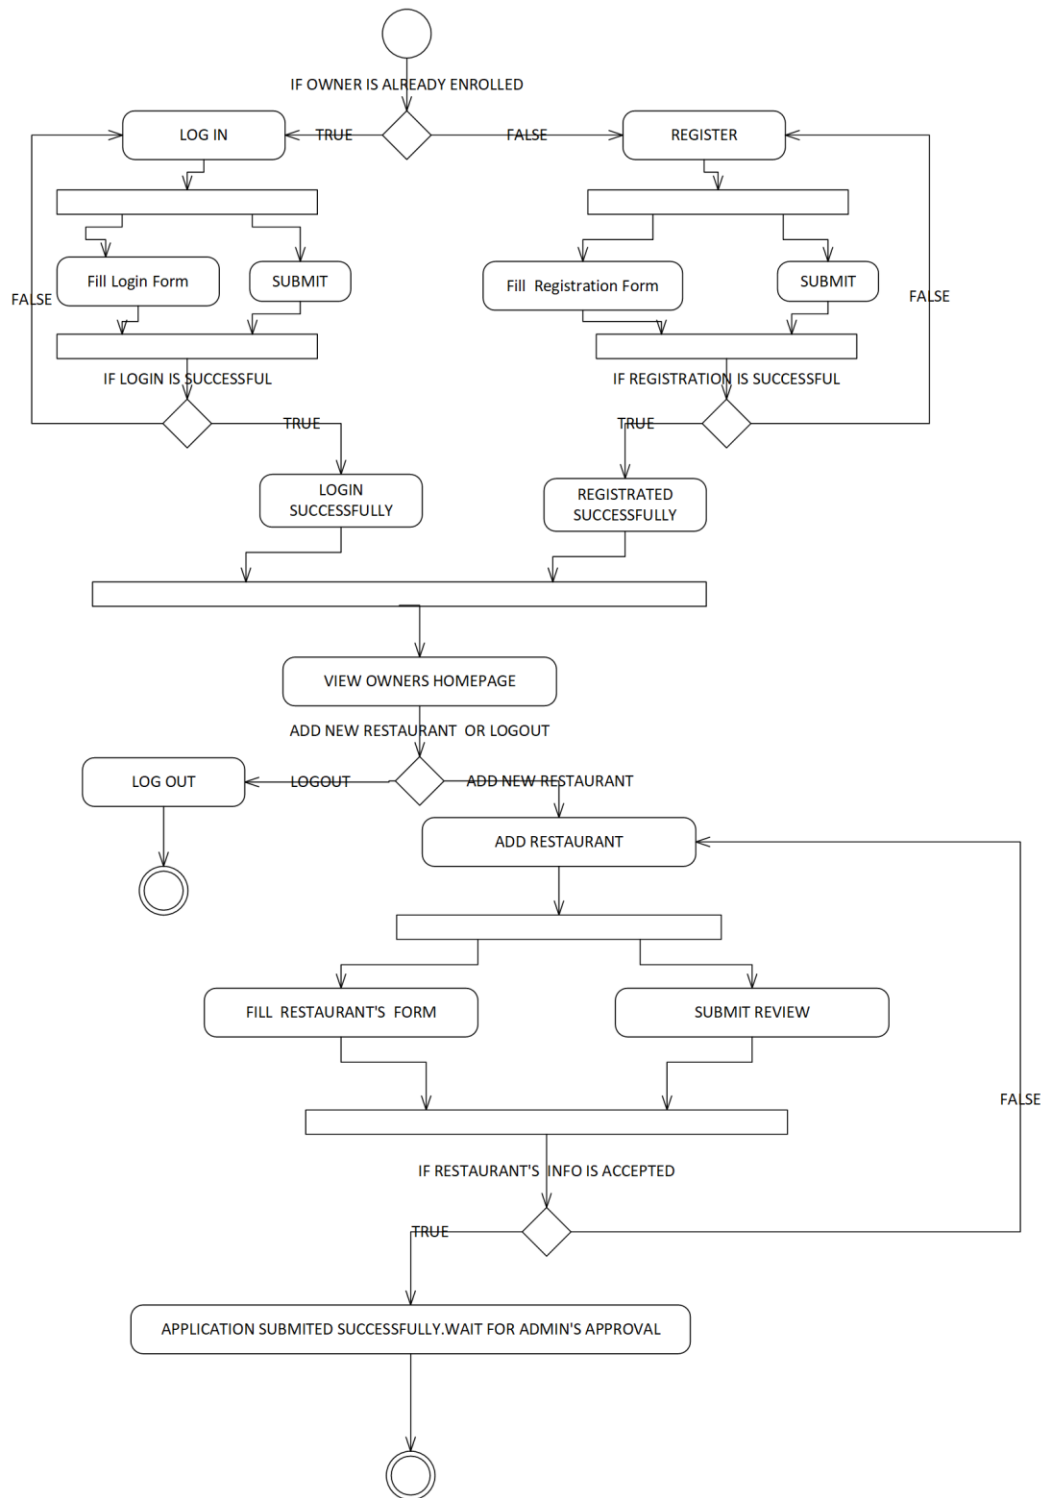 IF OWNER IS ALREADY ENROLLED
LOG IN
TRUE
FALSE
REGISTER
Fill Login Form
SUBMIT
Fill  Registration Form
SUBMIT
FALSE
FALSE
IF LOGIN IS SUCCESSFUL
IF REGISTRATION IS SUCCESSFUL
TRUE
TRUE
LOGIN
SUCCESSFULLY
REGISTRATED
SUCCESSFULLY
VIEW OWNERS HOMEPAGE
ADD NEW RESTAURANT  OR LOGOUT
LOG OUT
LOGOUT
ADD NEW RESTAURANT
ADD RESTAURANT
FILL  RESTAURANT'S  FORM
SUBMIT REVIEW
FALSE
IF RESTAURANT'S  INFO IS ACCEPTED
TRUE
APPLICATION SUBMITED SUCCESSFULLY.WAIT FOR ADMIN'S APPROVAL